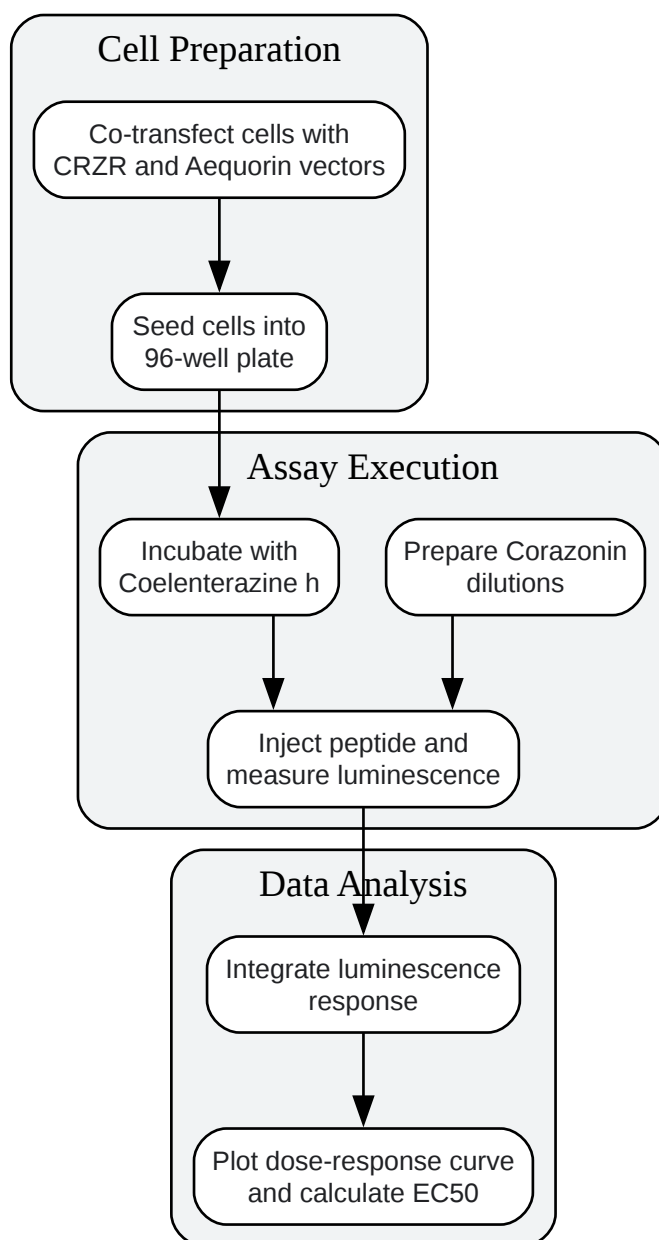 Cell Preparation
Co-transfect cells with
CRZR and Aequorin vectors
Seed cells into
96-well plate
Assay Execution
Incubate with
Coelenterazine h
Prepare Corazonin
dilutions
Inject peptide and
measure luminescence
Data Analysis
Integrate luminescence
response
Plot dose-response curve
and calculate EC50